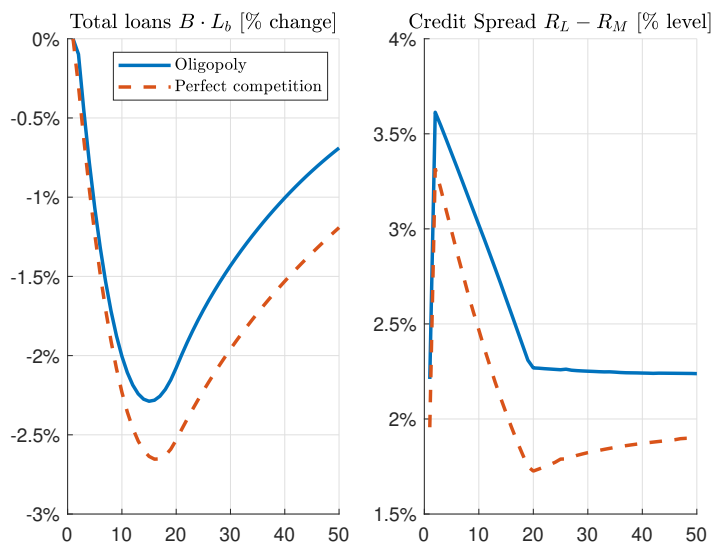 Total loans B · L_b [% change]
Oligopoly
Perfect competition
0%
-0.5%
-1%
-1.5%
-2%
-2.5%
-3%
0 10 20 30 40 50
Credit Spread R_L − R_M [% level]
4%
3.5%
3%
2.5%
2%
1.5%
0 10 20 30 40 50